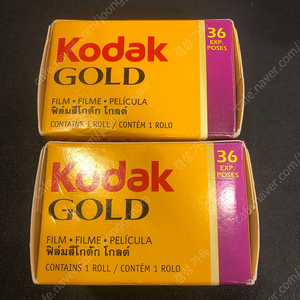 Kodak
GOLD
36
EXP.
POSES
FILM • FILME • PELÍCULA
ฟิล์มสีโกดัก โกลด์
CONTAINS 1 ROLL / CONTÉM 1 ROLO
Kodak
GOLD
36
EXP.
POSES
FILM • FILME • PELÍCULA
ฟิล์มสีโกดัก โกลด์
CONTAINS 1 ROLL / CONTÉM 1 ROLO